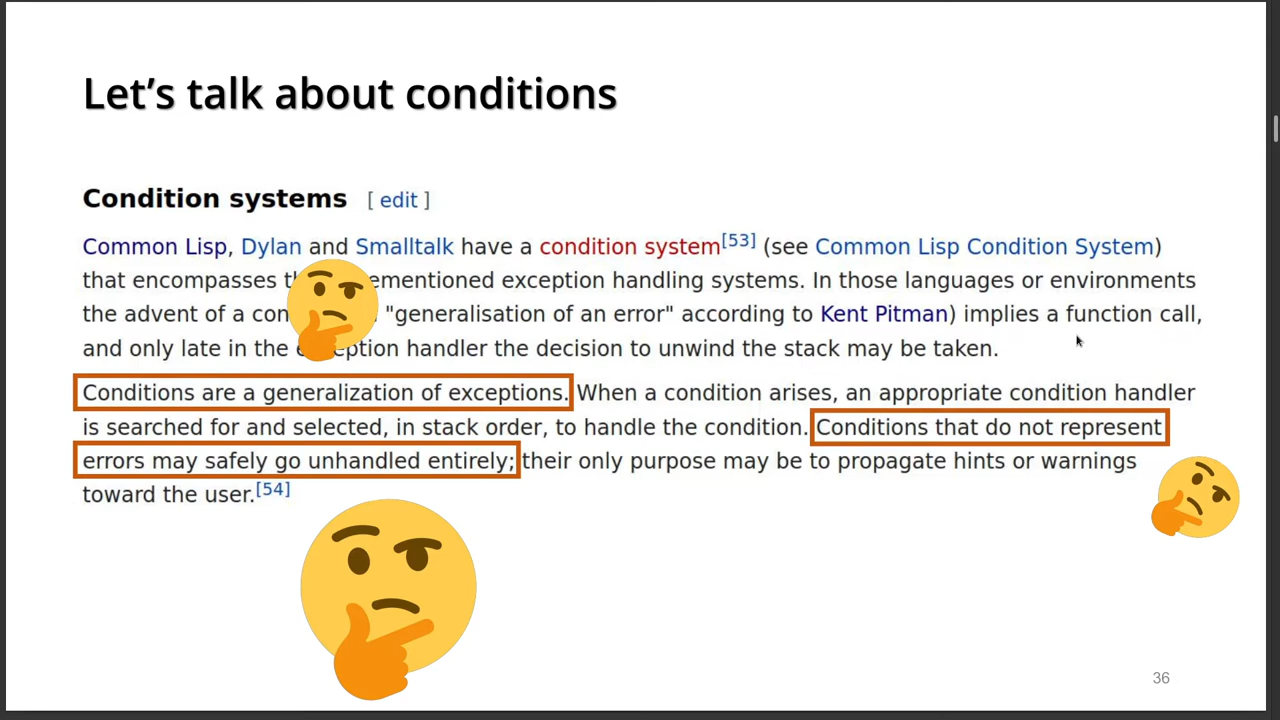 Let's talk about conditions
Condition systems [ edit ]
Common Lisp, Dylan and Smalltalk have a condition system[53] (see Common Lisp Condition System)
that encompasses ementioned exception handling systems. In those languages or environments
the advent of a con "generalisation of an error" according to Kent Pitman) implies a function call,
and only late in the exception handler the decision to unwind the stack may be taken.
Conditions are a generalization of exceptions. When a condition arises, an appropriate condition handler
is searched for and selected, in stack order, to handle the condition. Conditions that do not represent
errors may safely go unhandled entirely; their only purpose may be to propagate hints or warnings
toward the user.[54]
36